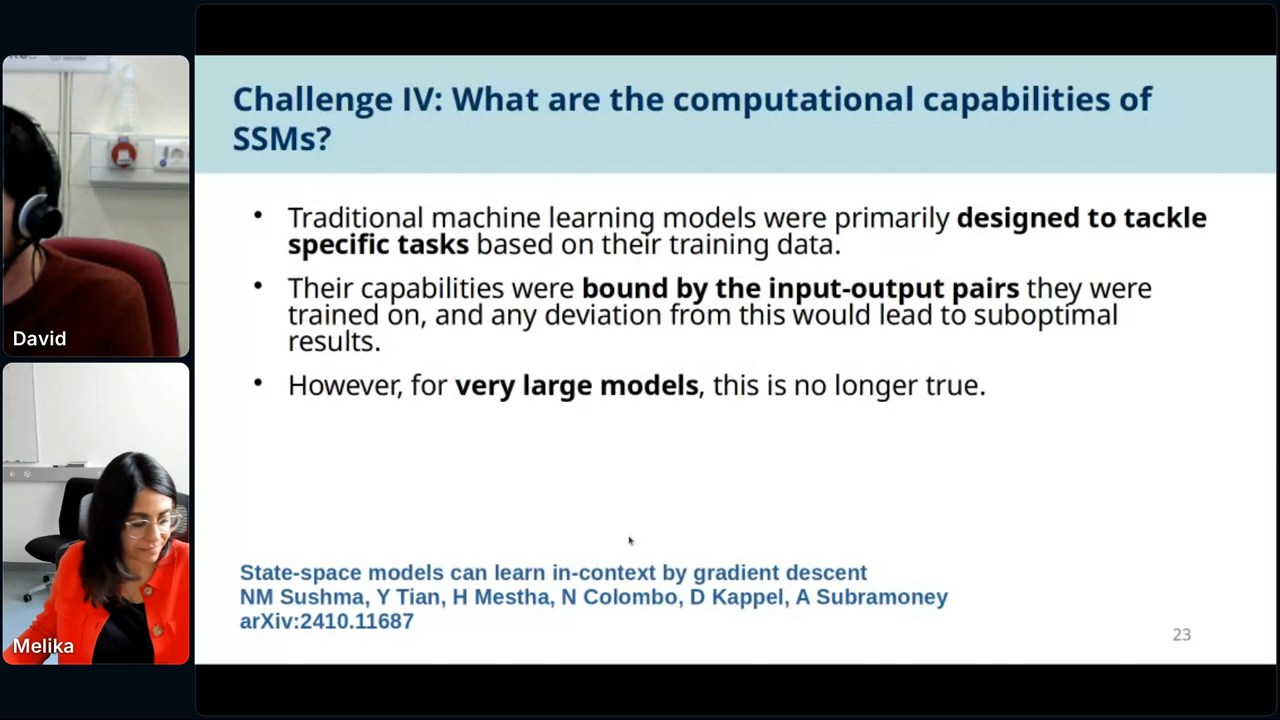 David
Melika
Challenge IV: What are the computational capabilities of
SSMs?
• Traditional machine learning models were primarily designed to tackle
specific tasks based on their training data.
• Their capabilities were bound by the input-output pairs they were
trained on, and any deviation from this would lead to suboptimal
results.
• However, for very large models, this is no longer true.
State-space models can learn in-context by gradient descent
NM Sushma, Y Tian, H Mestha, N Colombo, D Kappel, A Subramoney
arXiv:2410.11687
23